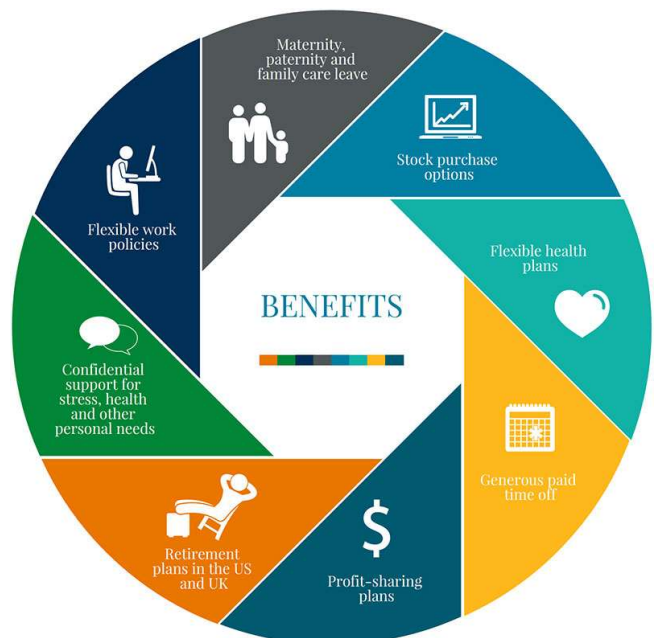 Maternity,
paternity and
family care leave
Stock purchase
options
Flexible work
policies
Flexible health
plans
BENEFITS
Confidential
support for
stress, health
and other
personal needs
Generous paid
time off
Retirement
plans in the US
and UK
$
Profit-sharing
plans